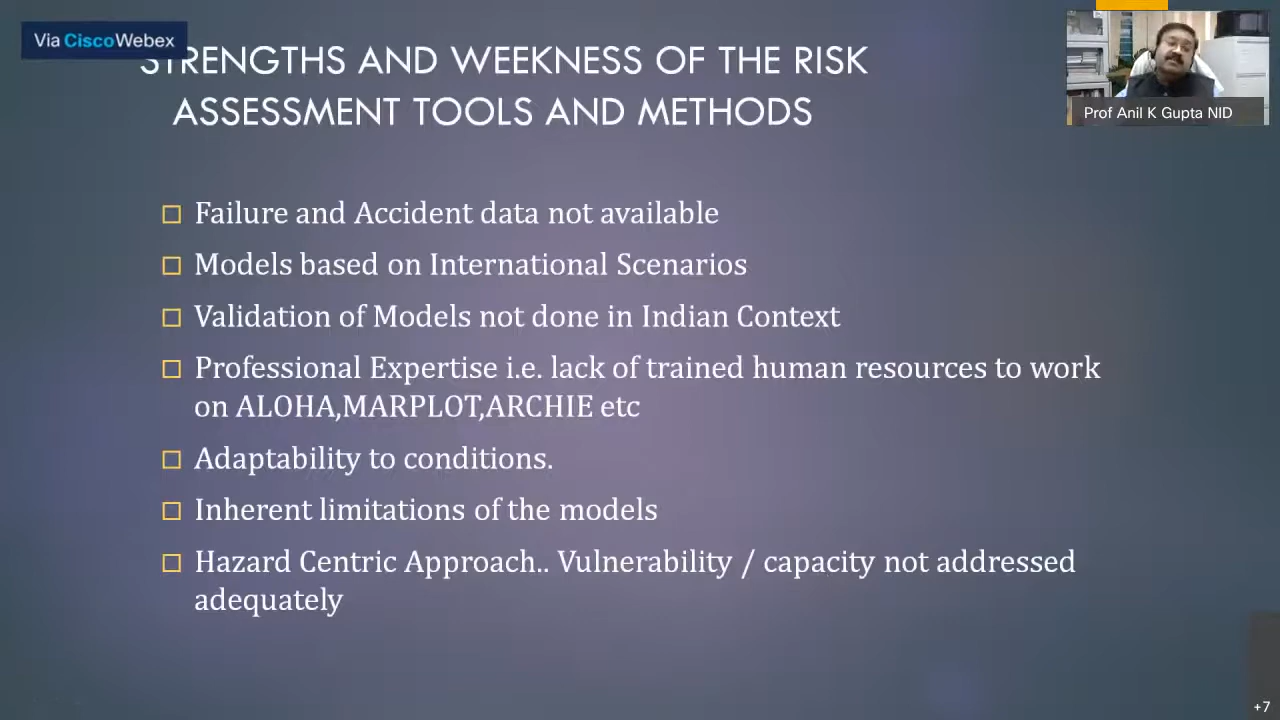 Via CiscoWebex
STRENGTHS AND WEEKNESS OF THE RISK
ASSESSMENT TOOLS AND METHODS
Prof Anil K Gupta NID
Failure and Accident data not available
Models based on International Scenarios
Validation of Models not done in Indian Context
Professional Expertise i.e. lack of trained human resources to work
on ALOHA,MARPLOT,ARCHIE etc
Adaptability to conditions.
Inherent limitations of the models
Hazard Centric Approach.. Vulnerability / capacity not addressed
adequately
+7